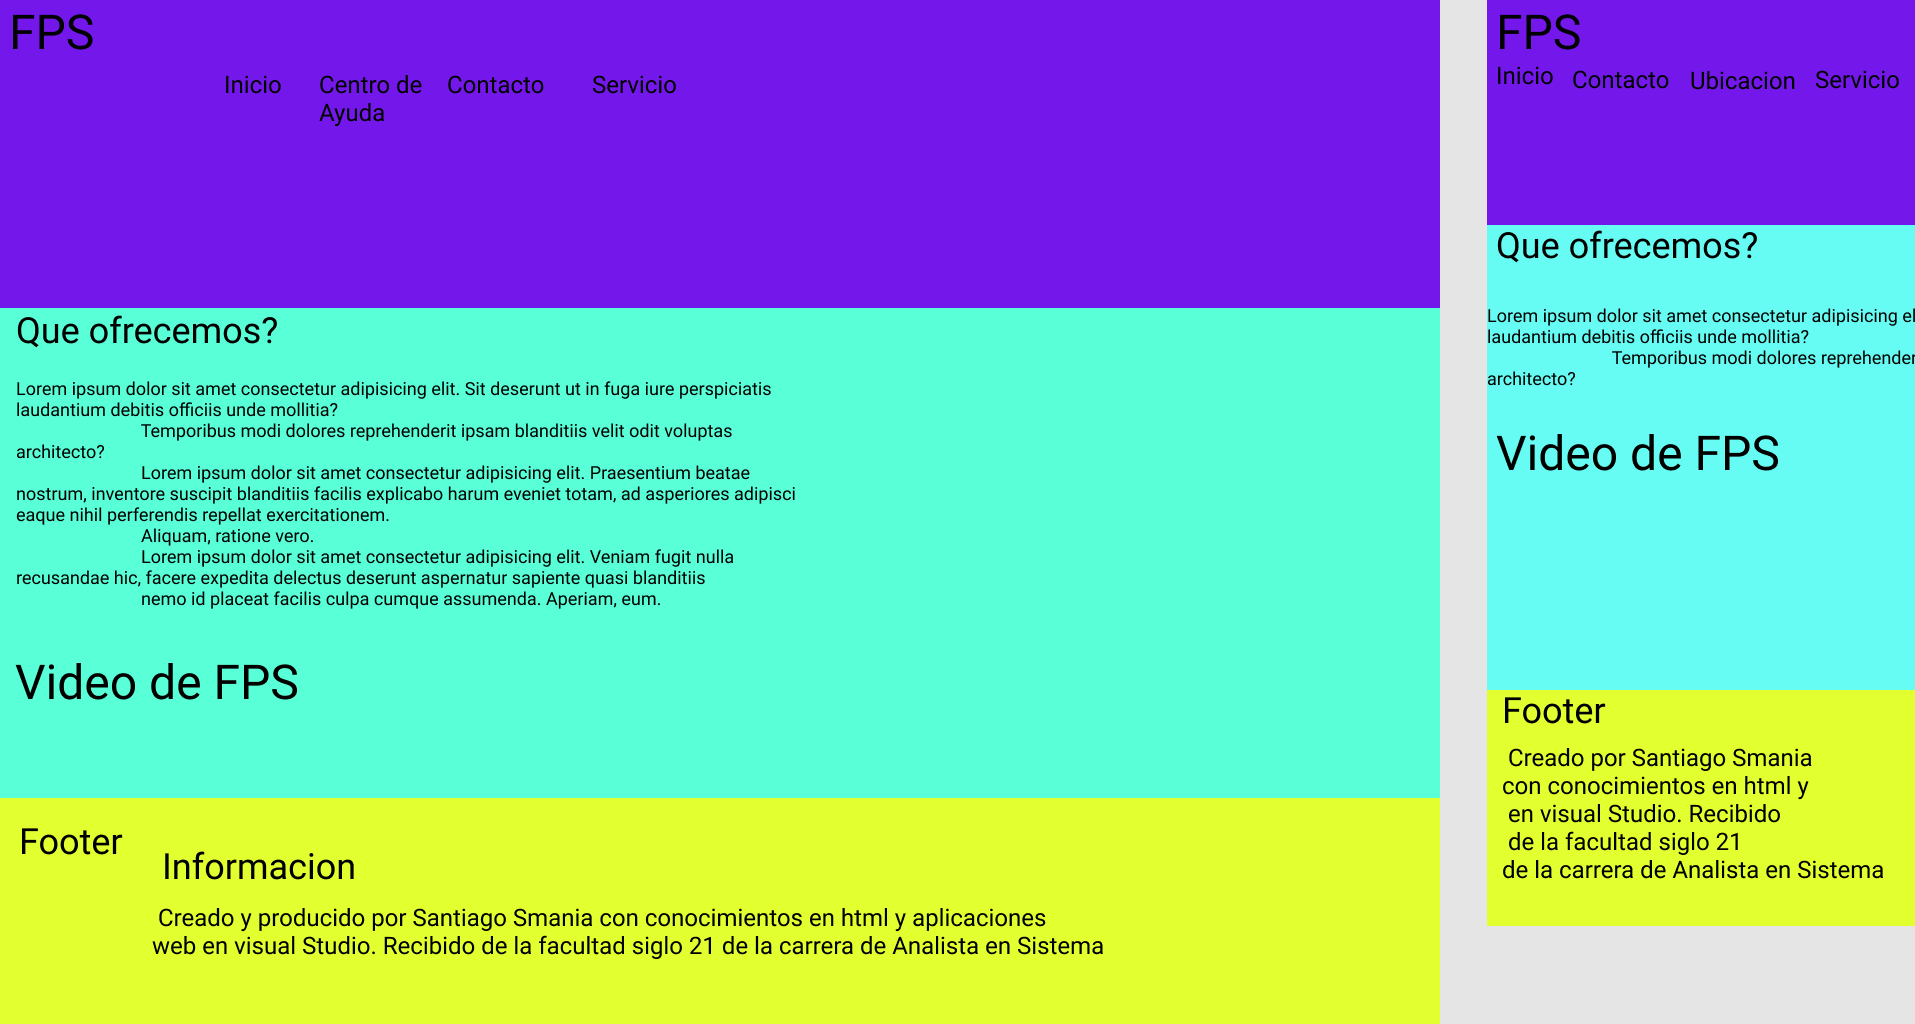 FPS
Inicio
Centro de
Ayuda
Contacto
Servicio
Que ofrecemos?
Lorem ipsum dolor sit amet consectetur adipisicing elit. Sit deserunt ut in fuga iure perspiciatis
laudantium debitis officiis unde mollitia?
Temporibus modi dolores reprehenderit ipsam blanditiis velit odit voluptas
architecto?
Lorem ipsum dolor sit amet consectetur adipisicing elit. Praesentium beatae
nostrum, inventore suscipit blanditiis facilis explicabo harum eveniet totam, ad asperiores adipisci
eaque nihil perferendis repellat exercitationem.
Aliquam, ratione vero.
Lorem ipsum dolor sit amet consectetur adipisicing elit. Veniam fugit nulla
recusandae hic, facere expedita delectus deserunt aspernatur sapiente quasi blanditiis
nemo id placeat facilis culpa cumque assumenda. Aperiam, eum.
Video de FPS
Footer
Informacion
Creado y producido por Santiago Smania con conocimientos en html y aplicaciones
web en visual Studio. Recibido de la facultad siglo 21 de la carrera de Analista en Sistema
FPS
Inicio
Contacto
Ubicacion
Servicio
Que ofrecemos?
Lorem ipsum dolor sit amet consectetur adipisicing el
laudantium debitis officiis unde mollitia?
Temporibus modi dolores reprehender
architecto?
Video de FPS
Footer
Creado por Santiago Smania
con conocimientos en html y
en visual Studio. Recibido
de la facultad siglo 21
de la carrera de Analista en Sistema